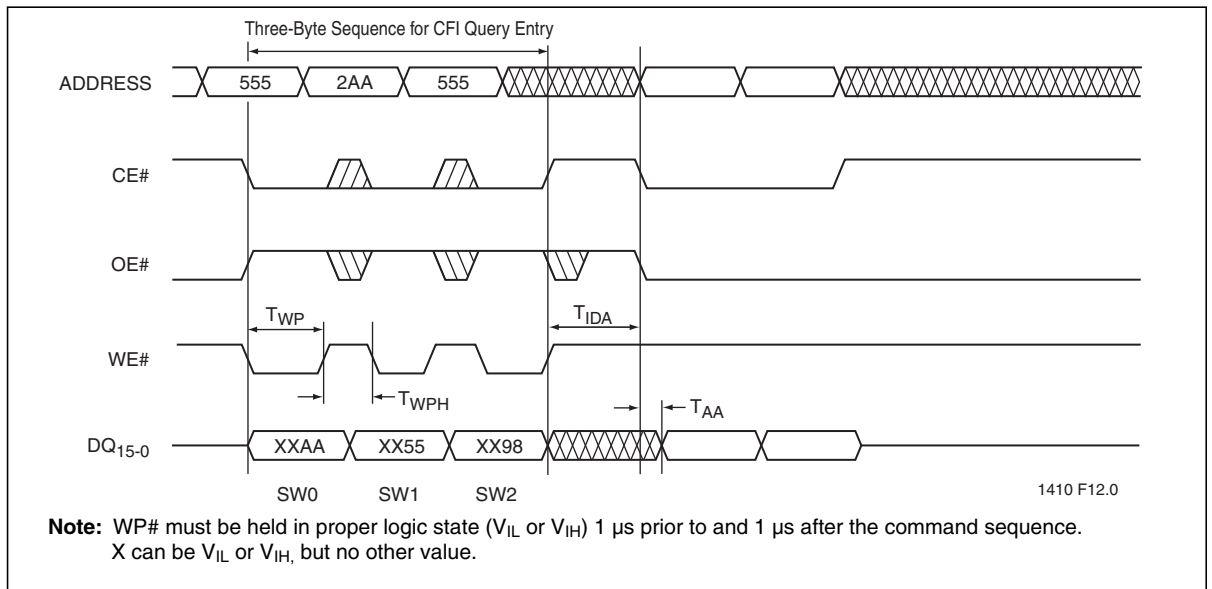 Three-Byte Sequence for CFI Query Entry
ADDRESS 555 2AA 555
CE#
OE#
TWP TIDA
WE#
TWPH TAA
DQ15-0 XXAA XX55 XX98
SW0 SW1 SW2 1410 F12.0
Note: WP# must be held in proper logic state (VIL or VIH) 1 µs prior to and 1 µs after the command sequence.
X can be VIL or VIH, but no other value.